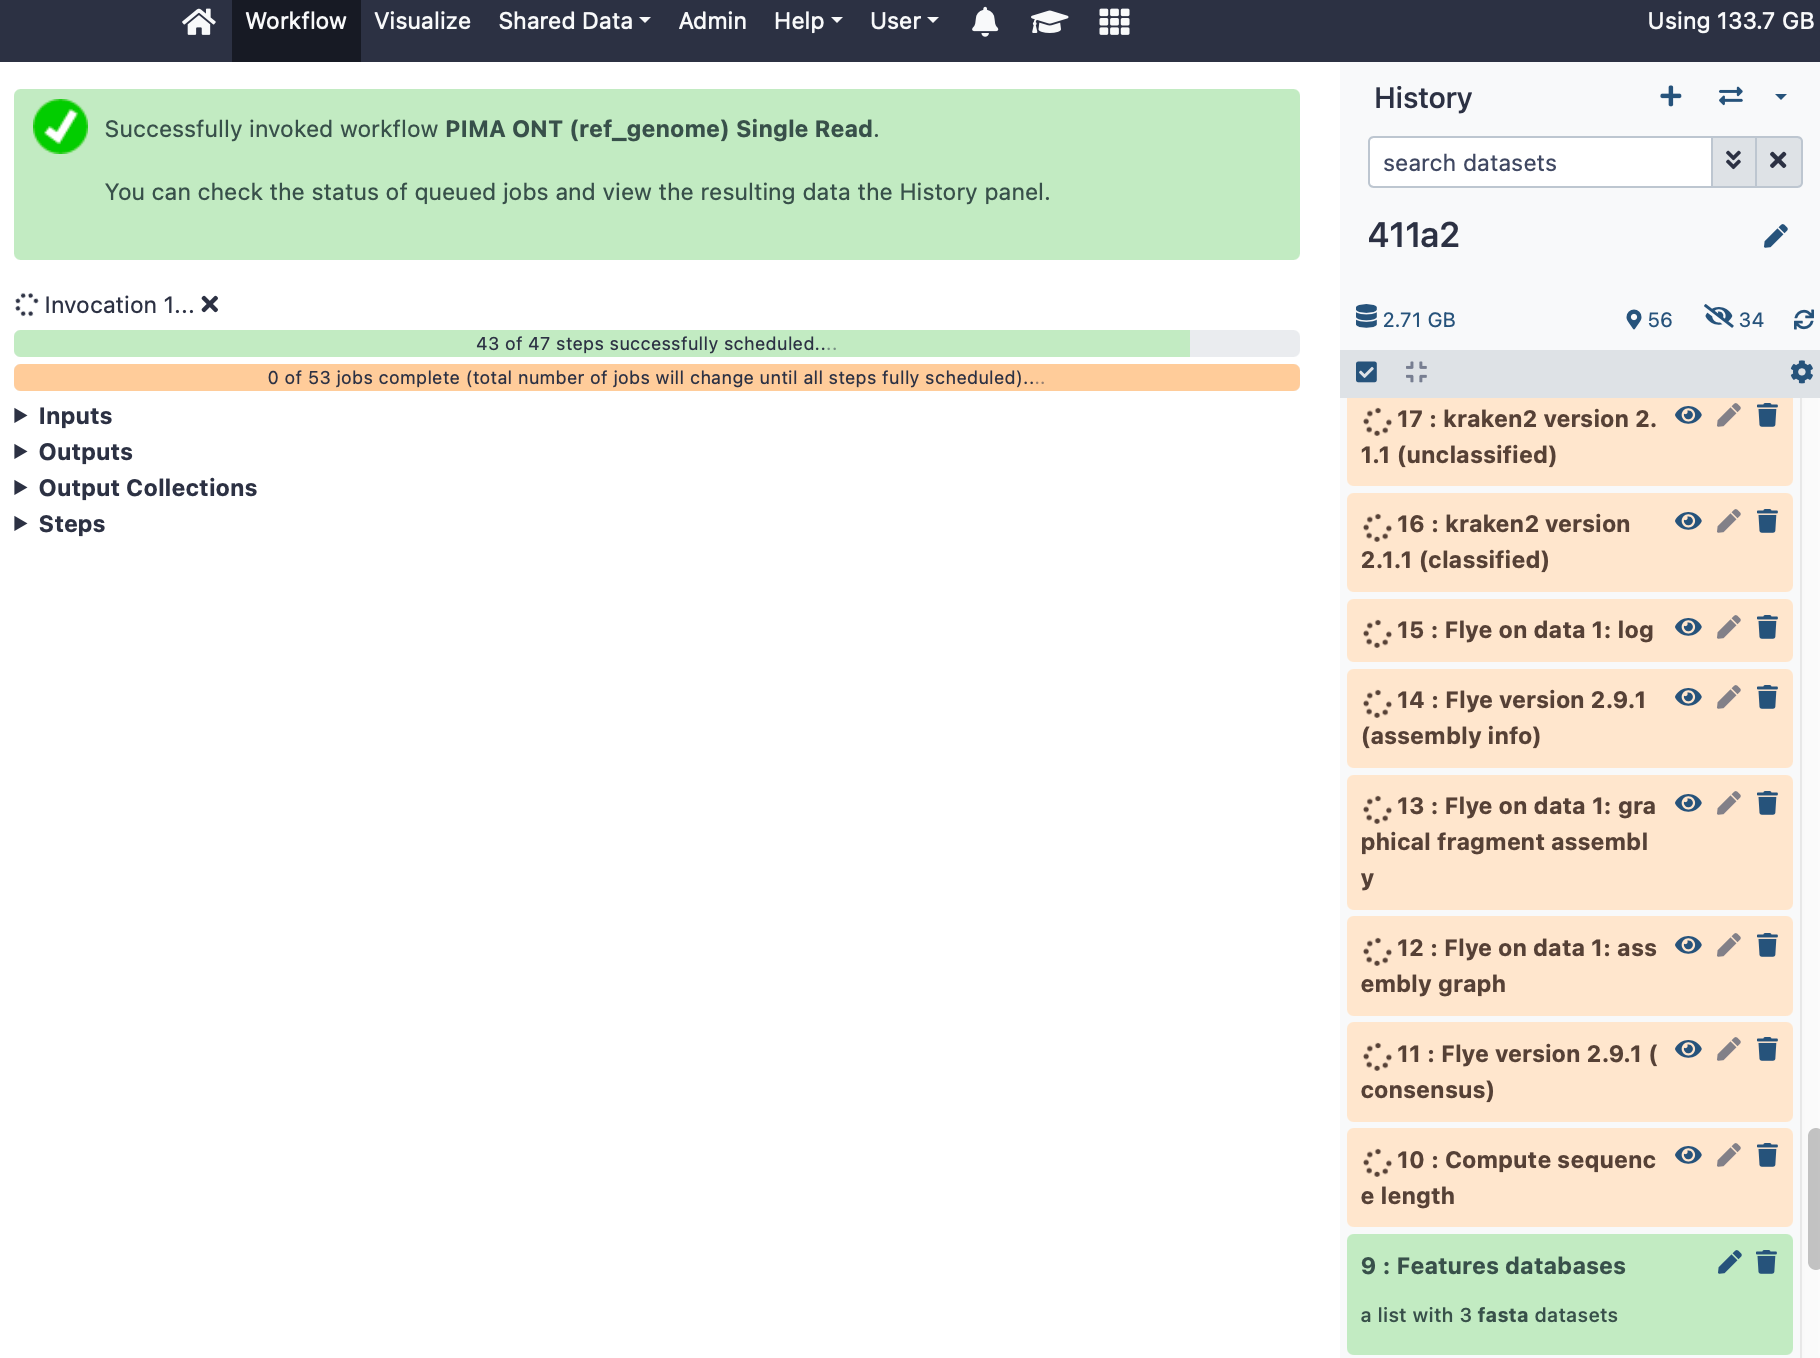 Workflow Visualize Shared Data Admin Help User Using 133.7 GB
Successfully invoked workflow PIMA ONT (ref_genome) Single Read.
You can check the status of queued jobs and view the resulting data the History panel.
Invocation 1...
43 of 47 steps successfully scheduled.....
0 of 53 jobs complete (total number of jobs will change until all steps fully scheduled).....
Inputs
Outputs
Output Collections
Steps
History
search datasets
411a2
2.71 GB 56 34
17 : kraken2 version 2.
1.1 (unclassified)
16 : kraken2 version
2.1.1 (classified)
15 : Flye on data 1: log
14 : Flye version 2.9.1
(assembly info)
13 : Flye on data 1: gra
phical fragment assembl
y
12 : Flye on data 1: ass
embly graph
11 : Flye version 2.9.1 (
consensus)
10 : Compute sequenc
e length
9 : Features databases
a list with 3 fasta datasets